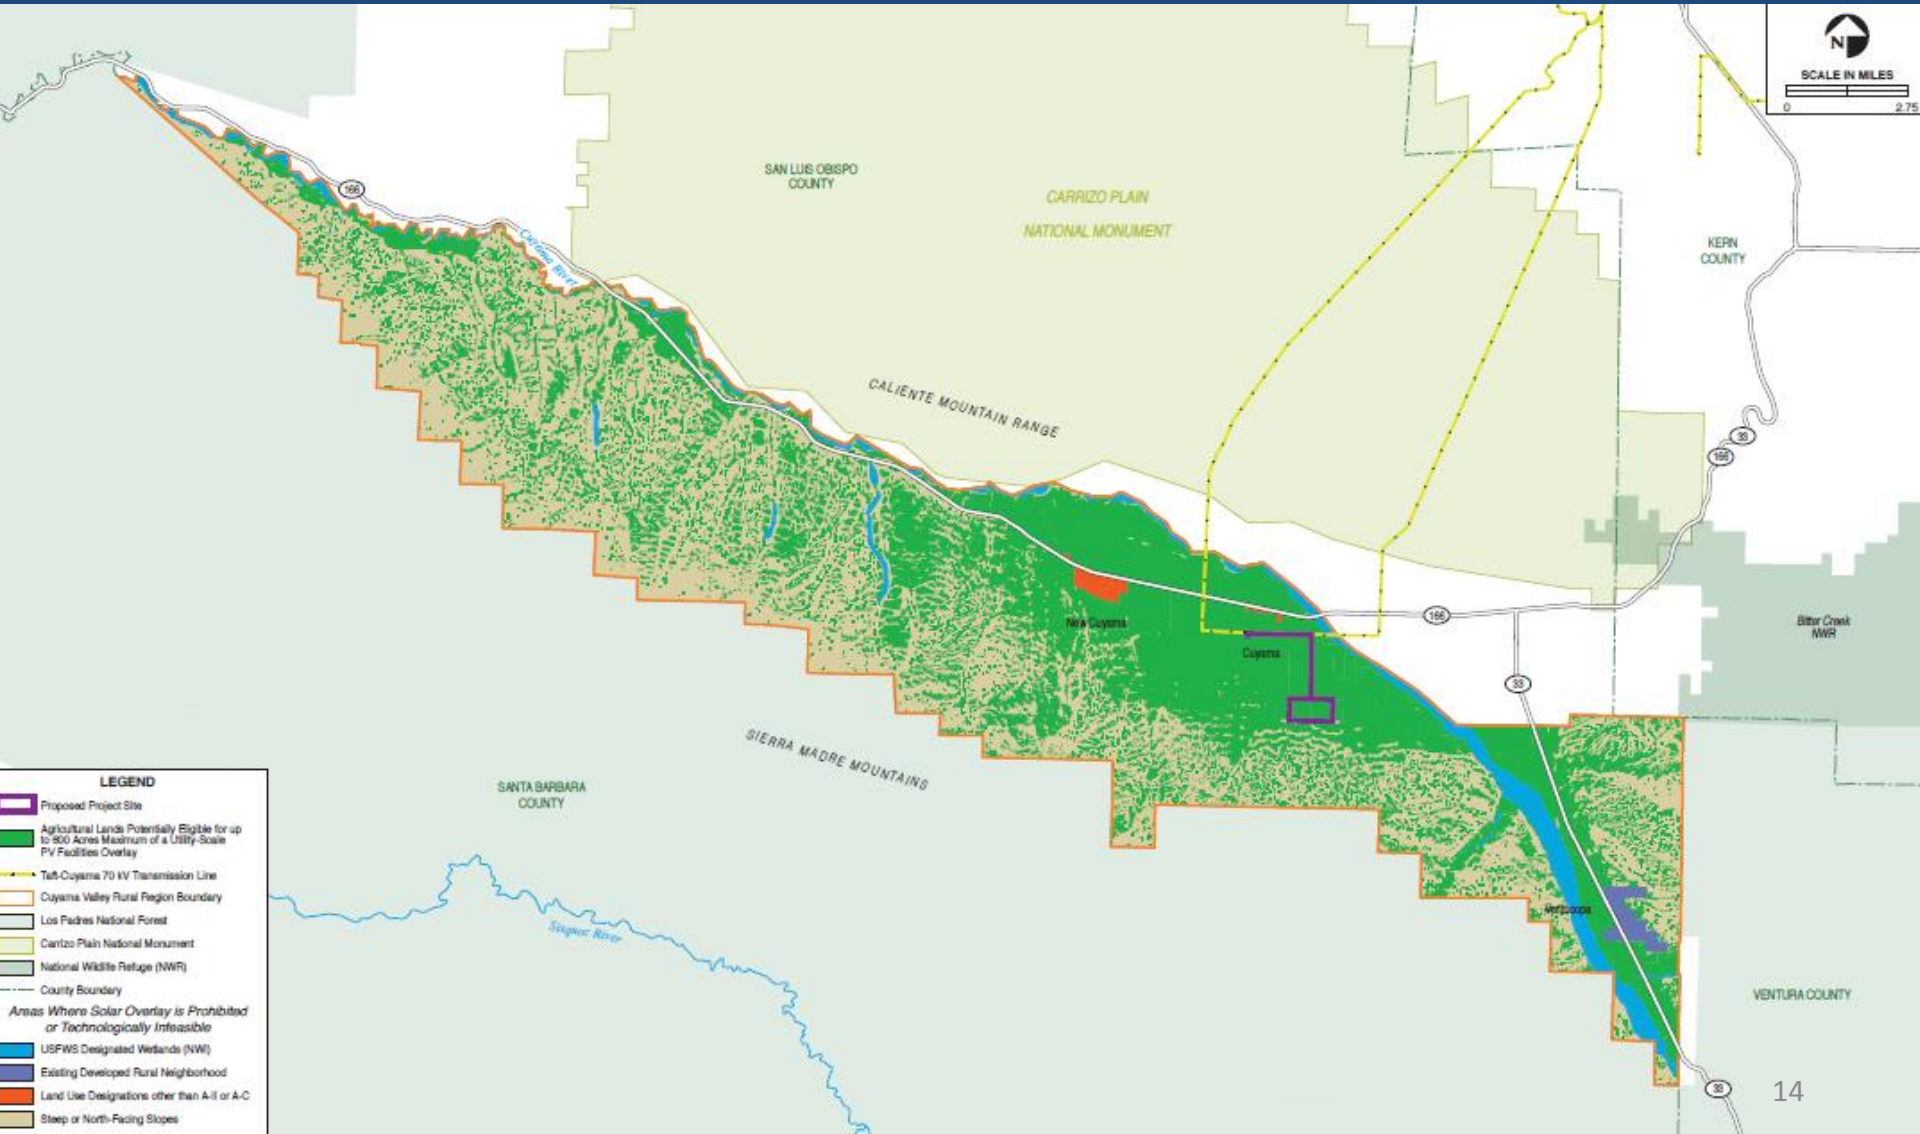 N
SCALE IN MILES
0 2.75
166
SAN LUIS OBISPO
COUNTY
CARRIZO PLAIN
NATIONAL MONUMENT
KERN
COUNTY
Cuyama River
CALIENTE MOUNTAIN RANGE
33
166
New Cuyama
166
Bitter Creek
NWR
Cuyama
33
SIERRA MADRE MOUNTAINS
SANTA BARBARA
COUNTY
Ventucopa
Sisquoc River
VENTURA COUNTY
33
14
LEGEND
Proposed Project Site
Agricultural Lands Potentially Eligible for up
to 600 Acres Maximum of a Utility-Scale
PV Facilities Overlay
Taft-Cuyama 70 kV Transmission Line
Cuyama Valley Rural Region Boundary
Los Padres National Forest
Carrizo Plain National Monument
National Wildlife Refuge (NWR)
County Boundary
Areas Where Solar Overlay is Prohibited
or Technologically Infeasible
USFWS Designated Wetlands (NWI)
Existing Developed Rural Neighborhood
Land Use Designations other than A-II or A-C
Steep or North-Facing Slopes